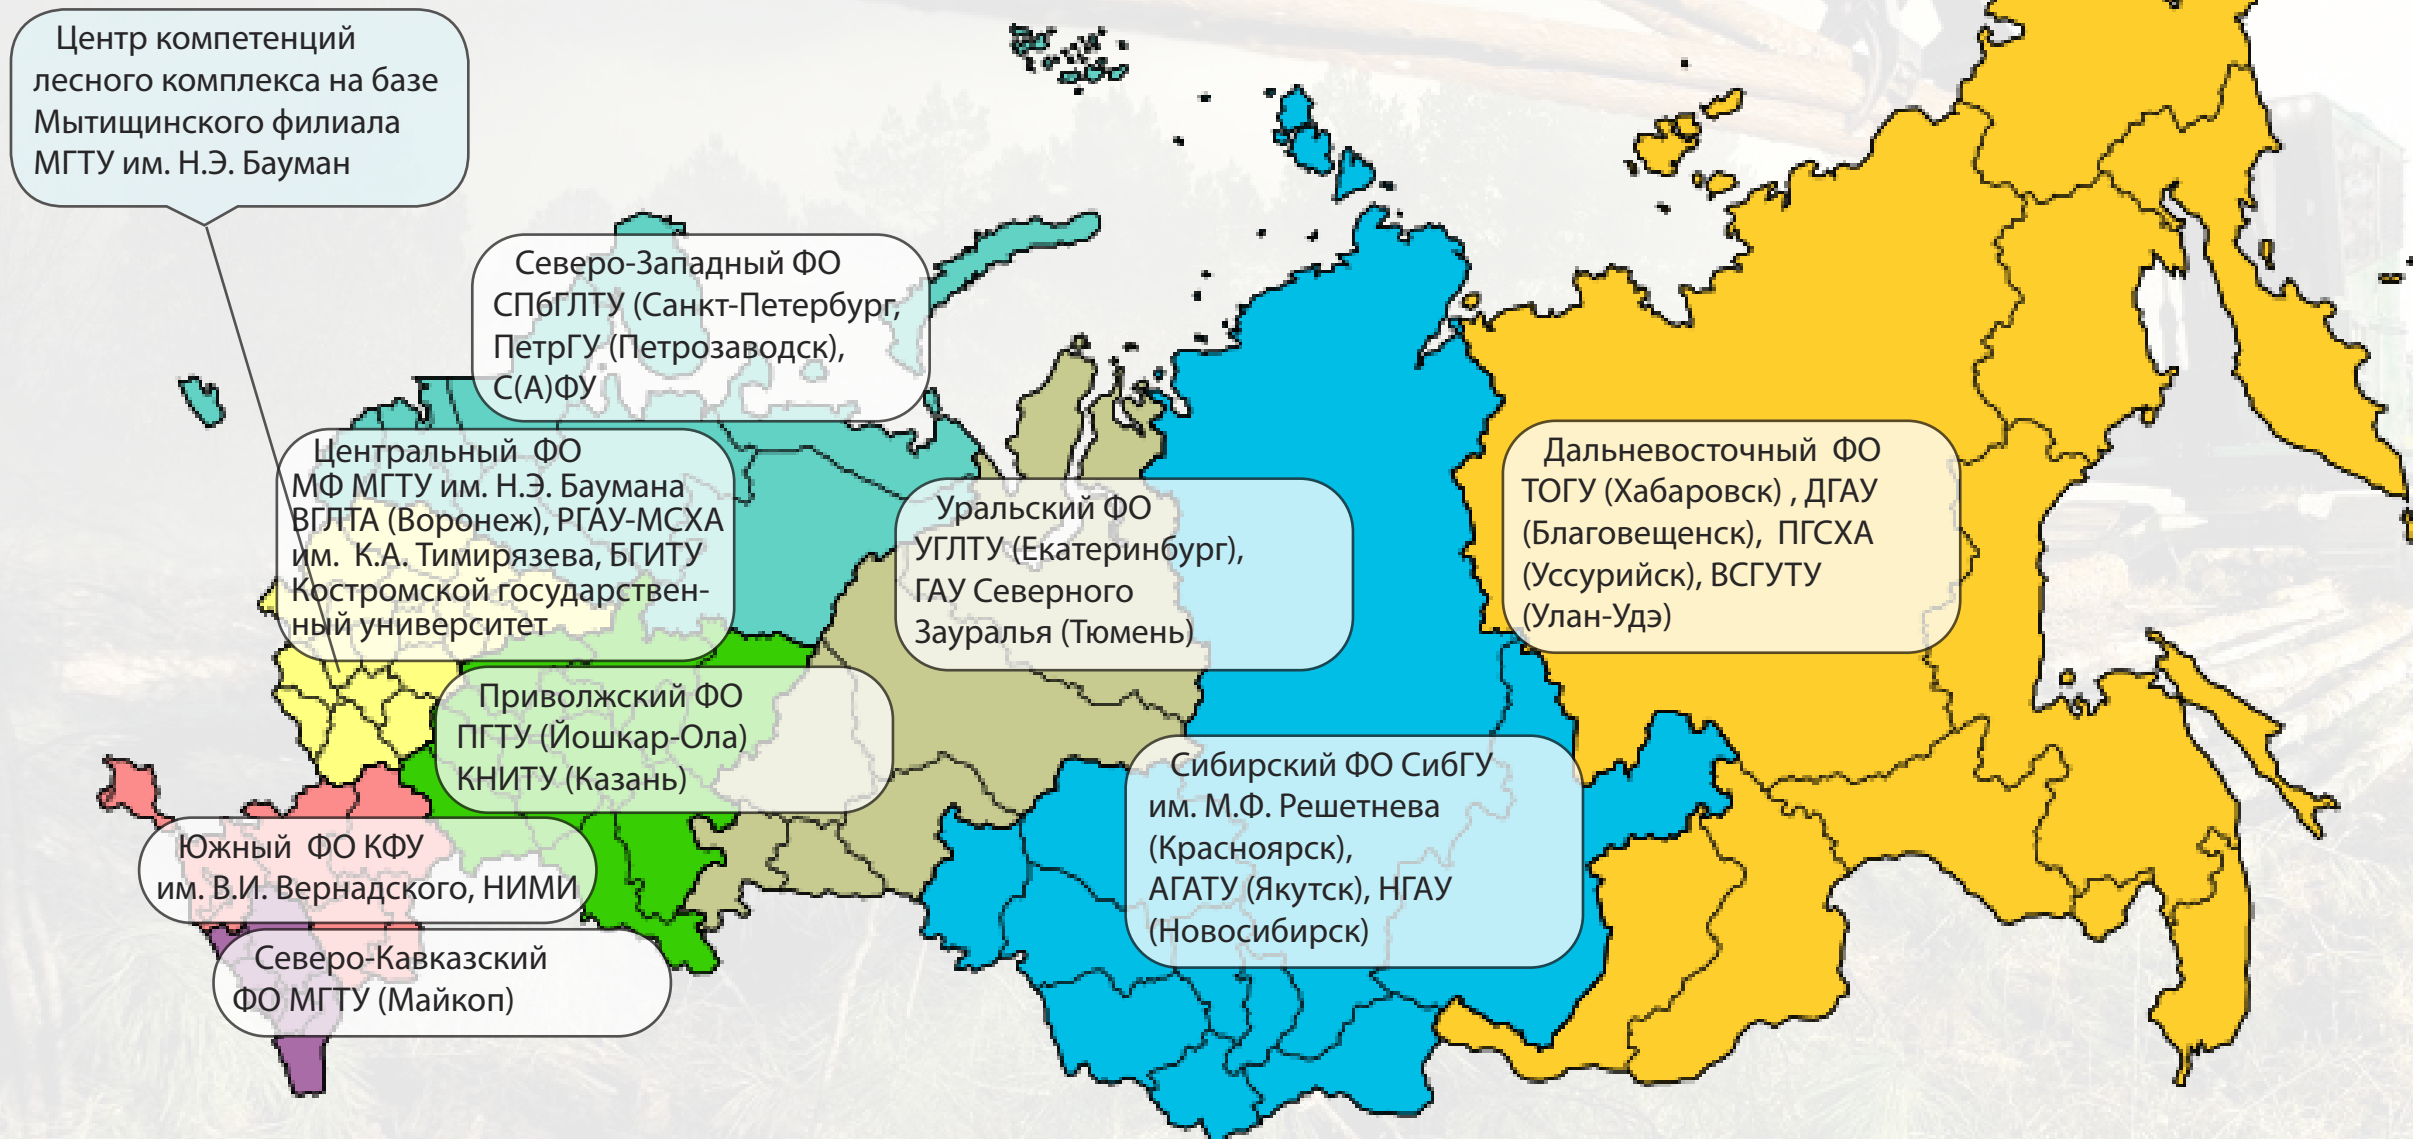 Центр компетенций
лесного комплекса на базе
Мытищинского филиала
МГТУ им. Н.Э. Бауман
Северо-Западный ФО
СПбГЛТУ (Санкт-Петербург,
ПетрГУ (Петрозаводск),
С(А)ФУ
Центральный ФО
МФ МГТУ им. Н.Э. Баумана
ВГЛТА (Воронеж), РГАУ-МСХА
им. К.А. Тимирязева, БГИТУ
Костромской государствен-
ный университет
Уральский ФО
УГЛТУ (Екатеринбург),
ГАУ Северного
Зауралья (Тюмень)
Дальневосточный ФО
ТОГУ (Хабаровск) , ДГАУ
(Благовещенск), ПГСХА
(Уссурийск), ВСГУТУ
(Улан-Удэ)
Приволжский ФО
ПГТУ (Йошкар-Ола)
КНИТУ (Казань)
Сибирский ФО СибГУ
им. М.Ф. Решетнева
(Красноярск),
АГАТУ (Якутск), НГАУ
(Новосибирск)
Южный ФО КФУ
им. В.И. Вернадского, НИМИ
Северо-Кавказский
ФО МГТУ (Майкоп)